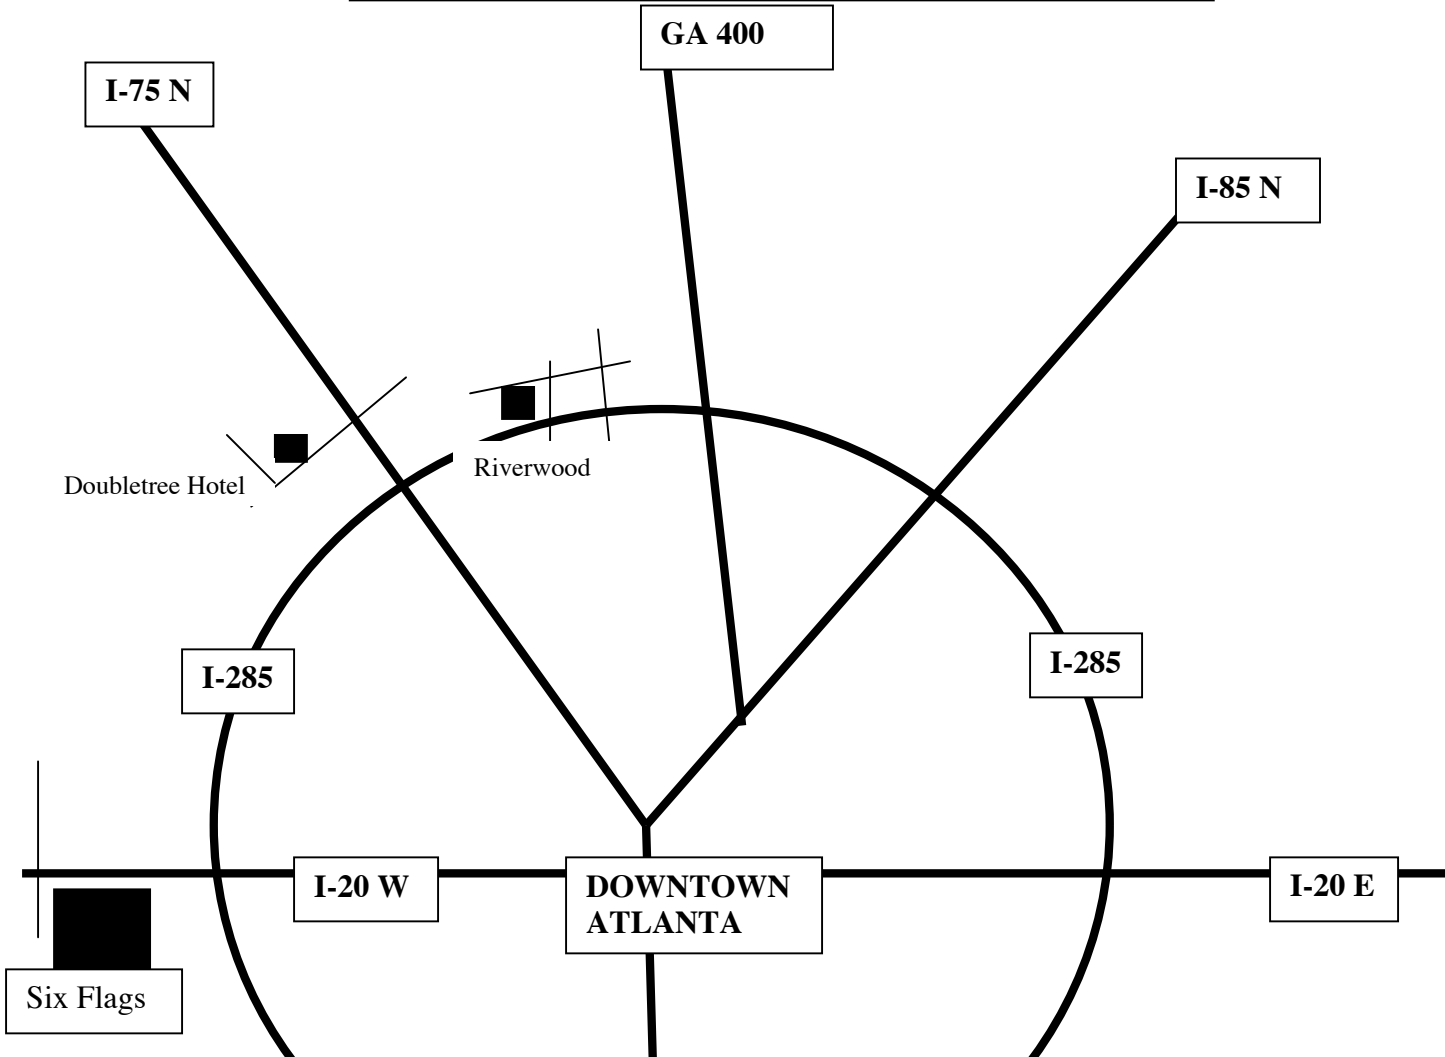 GA 400
I-75 N
I-85 N
Riverwood
Doubletree Hotel
I-285
I-285
I-20 W
DOWNTOWN
ATLANTA
I-20 E
Six Flags